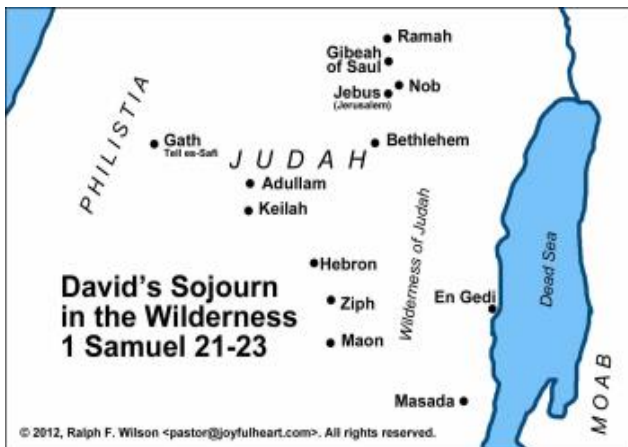 Ramah
Gibeah
of Saul
Nob
Jebus
(Jerusalem)
PHILISTIA
Gath
Tell es-Safi
JUDAH
Bethlehem
Adullam
Keilah
Wilderness of Judah
Dead Sea
Hebron
David's Sojourn
in the Wilderness
1 Samuel 21-23
Ziph
En Gedi
Maon
Masada
MOAB
© 2012, Ralph F. Wilson <pastor@joyfulheart.com>. All rights reserved.